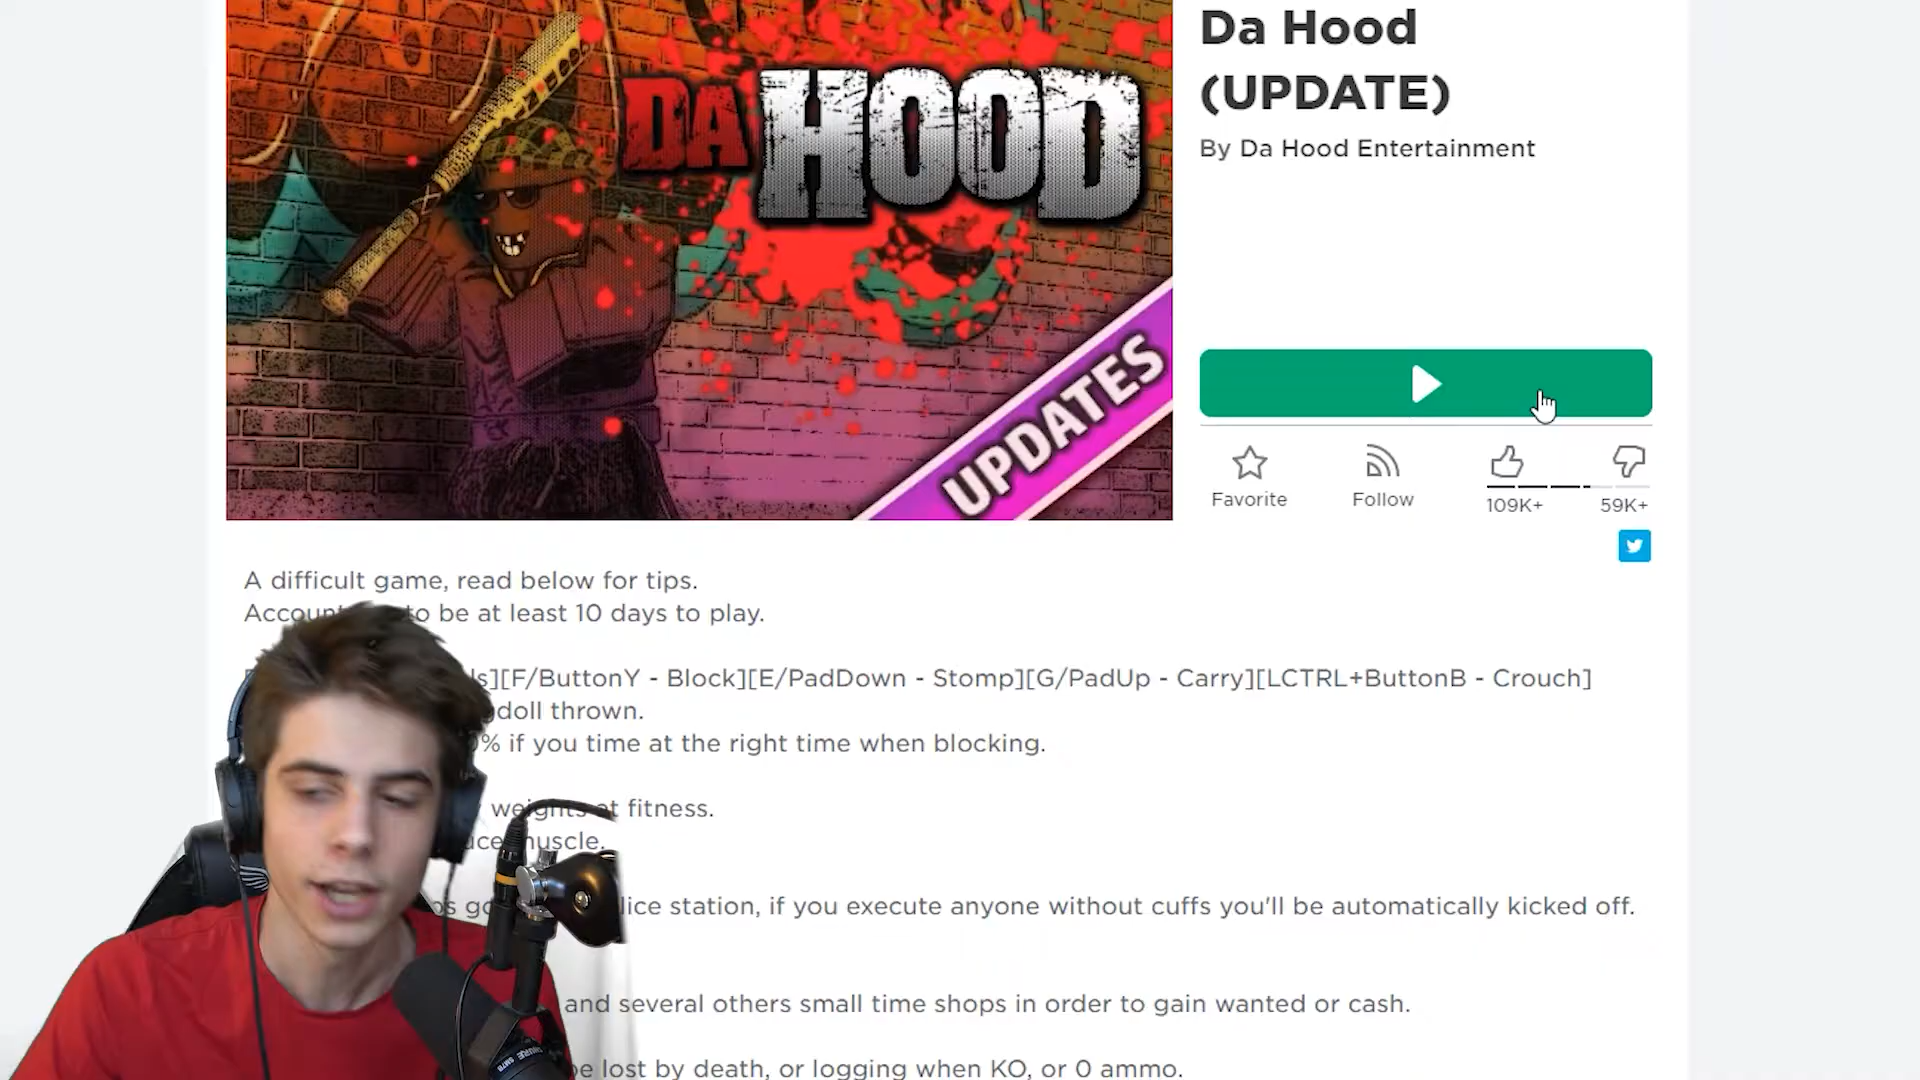 DA HOOD
UPDATES
Da Hood
(UPDATE)
By Da Hood Entertainment
Favorite
Follow
109K+
59K+
A difficult game, read below for tips.
Account to be at least 10 days to play.
[F/ButtonY - Block][E/PadDown - Stomp][G/PadUp - Carry][LCTRL+ButtonB - Crouch]
thrown.
% if you time at the right time when blocking.
weights at fitness.
muscle.
station, if you execute anyone without cuffs you'll be automatically kicked off.
and several others small time shops in order to gain wanted or cash.
lost by death, or logging when KO, or 0 ammo.